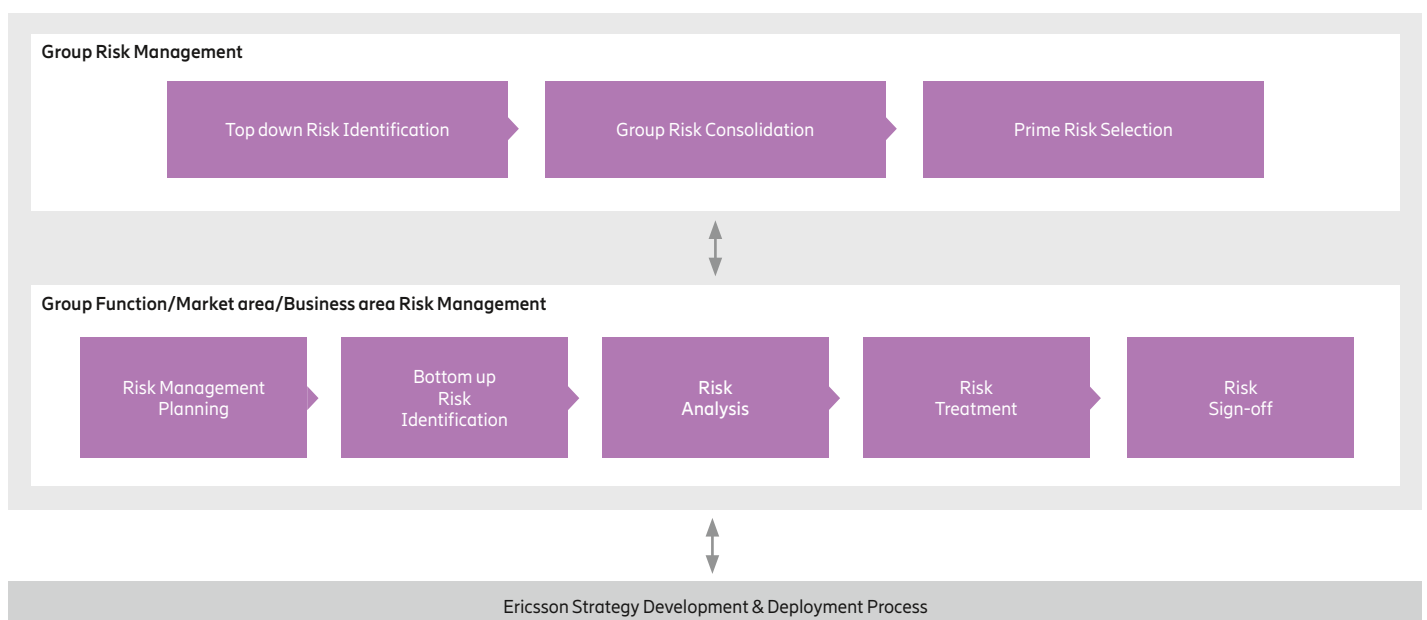 Group Risk Management
Top down Risk Identification
Group Risk Consolidation
Prime Risk Selection
Group Function/Market area/Business area Risk Management
Risk Management
Planning
Bottom up
Risk
Identification
Risk
Analysis
Risk
Treatment
Risk
Sign-off
Ericsson Strategy Development & Deployment Process